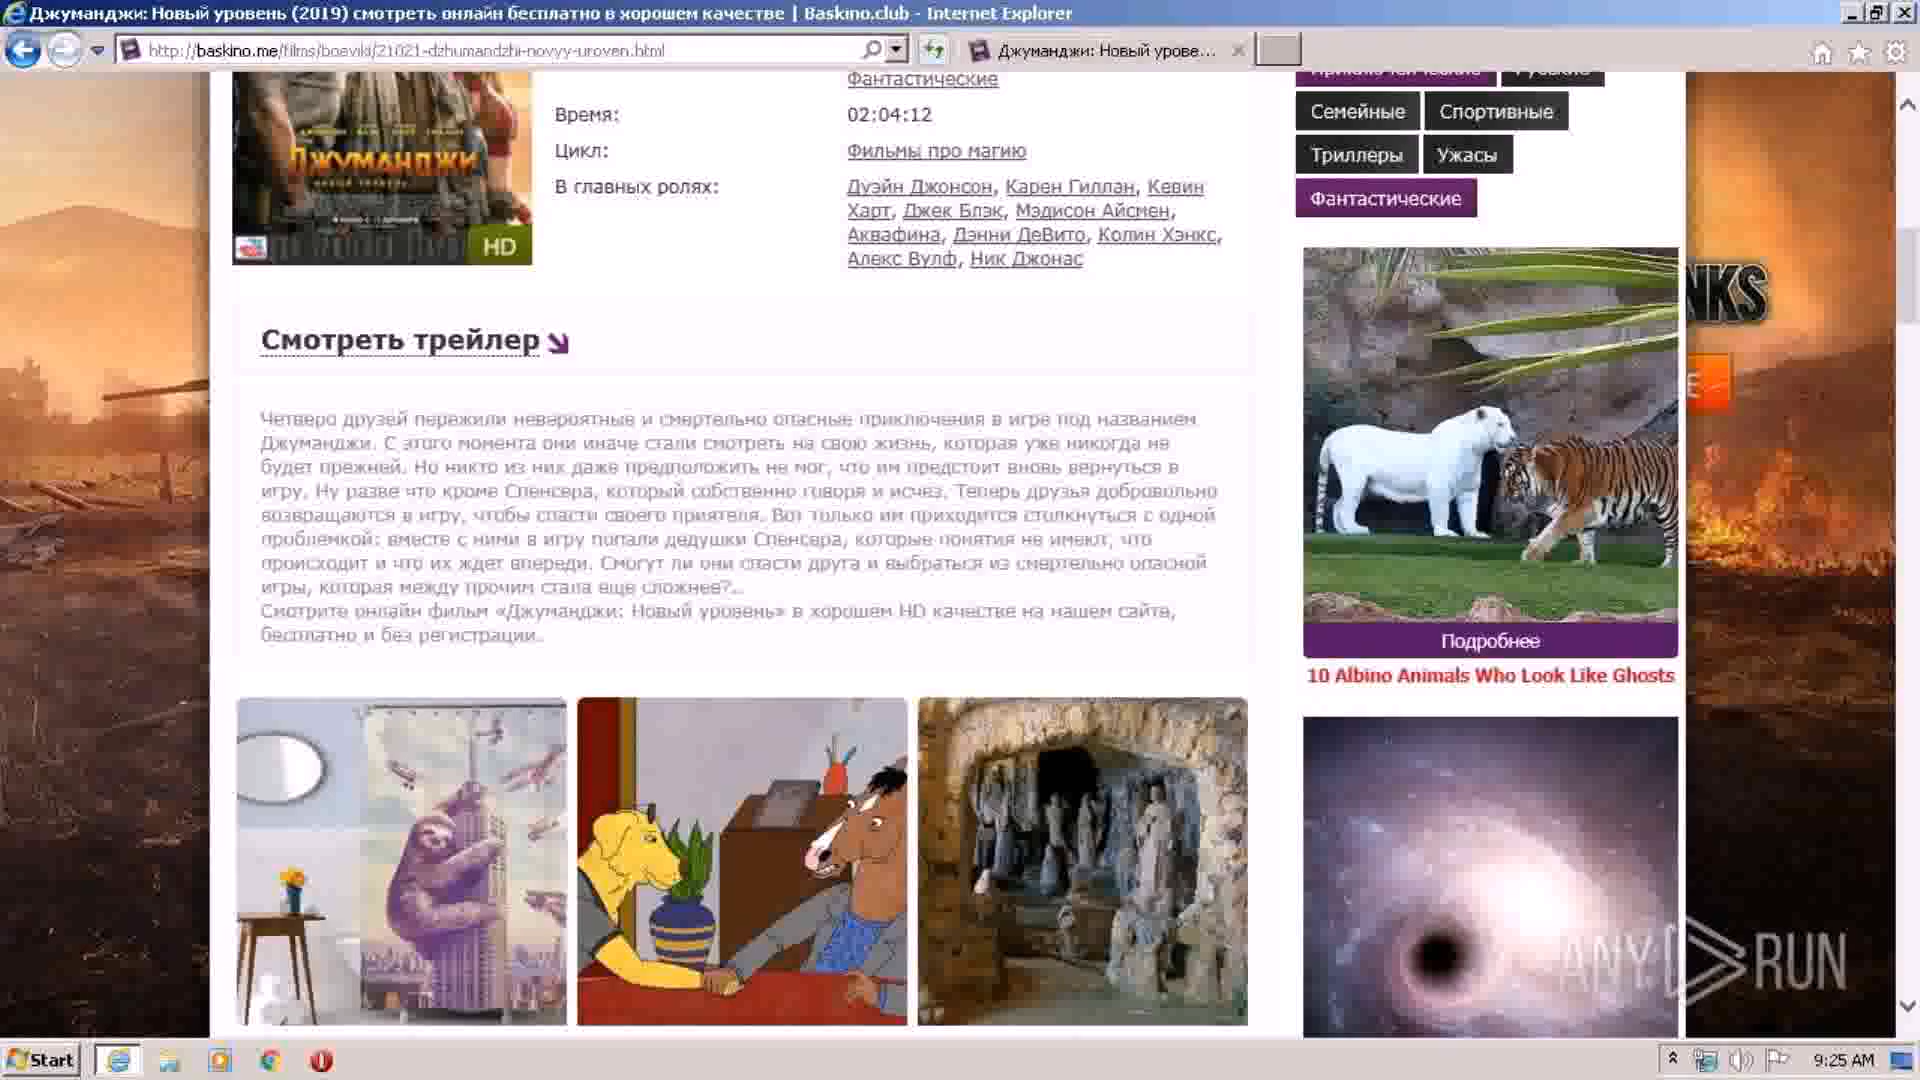 Джуманджи: Новый уровень (2019) смотреть онлайн бесплатно в хорошем качестве | Baskino.club - Internet Explorer
http://baskino.me/films/boeviki/21021-dzhumandzhi-novyy-uroven.html
Джуманджи: Новый урове...
Фантастические
Время: 02:04:12
Цикл: Фильмы про магию
В главных ролях: Дуэйн Джонсон, Карен Гиллан, Кевин
Харт, Джек Блэк, Мэдисон Айсмен,
Аквафина, Дэнни ДеВито, Колин Хэнкс,
Алекс Вулф, Ник Джонас
ДЖУМАНДЖИ
НОВЫЙ УРОВЕНЬ
HD
Приключенческие Русские
Семейные Спортивные
Триллеры Ужасы
Фантастические
NKS
E
Смотреть трейлер
Четверо друзей пережили невероятные и смертельно опасные приключения в игре под названием
Джуманджи. С этого момента они иначе стали смотреть на свою жизнь, которая уже никогда не
будет прежней. Но никто из них даже предположить не мог, что им предстоит вновь вернуться в
игру. Ну разве что кроме Спенсера, который собственно говоря и исчез. Теперь друзья добровольно
возвращаются в игру, чтобы спасти своего приятеля. Вот только им приходится столкнуться с одной
проблемкой: вместе с ними в игру попали дедушки Спенсера, которые понятия не имеют, что
происходит и что их ждет впереди. Смогут ли они спасти друга и выбраться из смертельно опасной
игры, которая между прочим стала еще сложнее?..
Смотрите онлайн фильм «Джуманджи: Новый уровень» в хорошем HD качестве на нашем сайте,
бесплатно и без регистрации.
Подробнее
10 Albino Animals Who Look Like Ghosts
ANY RUN
Start
9:25 AM